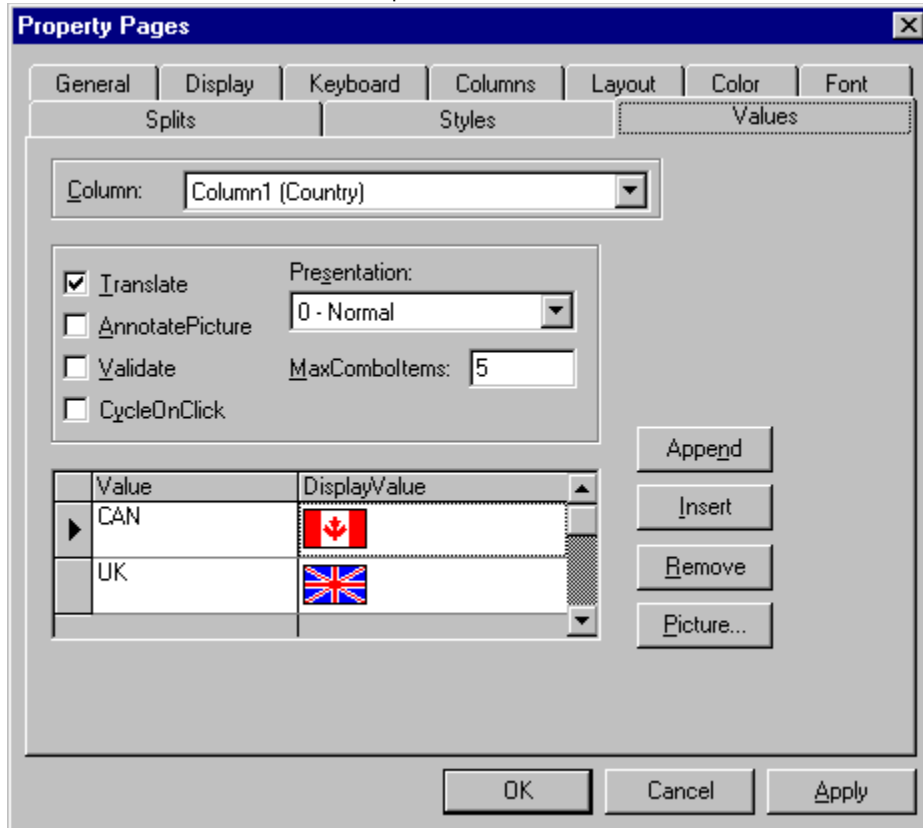 Property Pages
General Display Keyboard Columns Layout Color Font
Splits Styles Values
Column: Column1 (Country)
Translate
AnnotatePicture
Validate
CycleOnClick
Presentation:
0 - Normal
MaxComboItems: 5
Value DisplayValue
CAN
UK
Append
Insert
Remove
Picture...
OK Cancel Apply